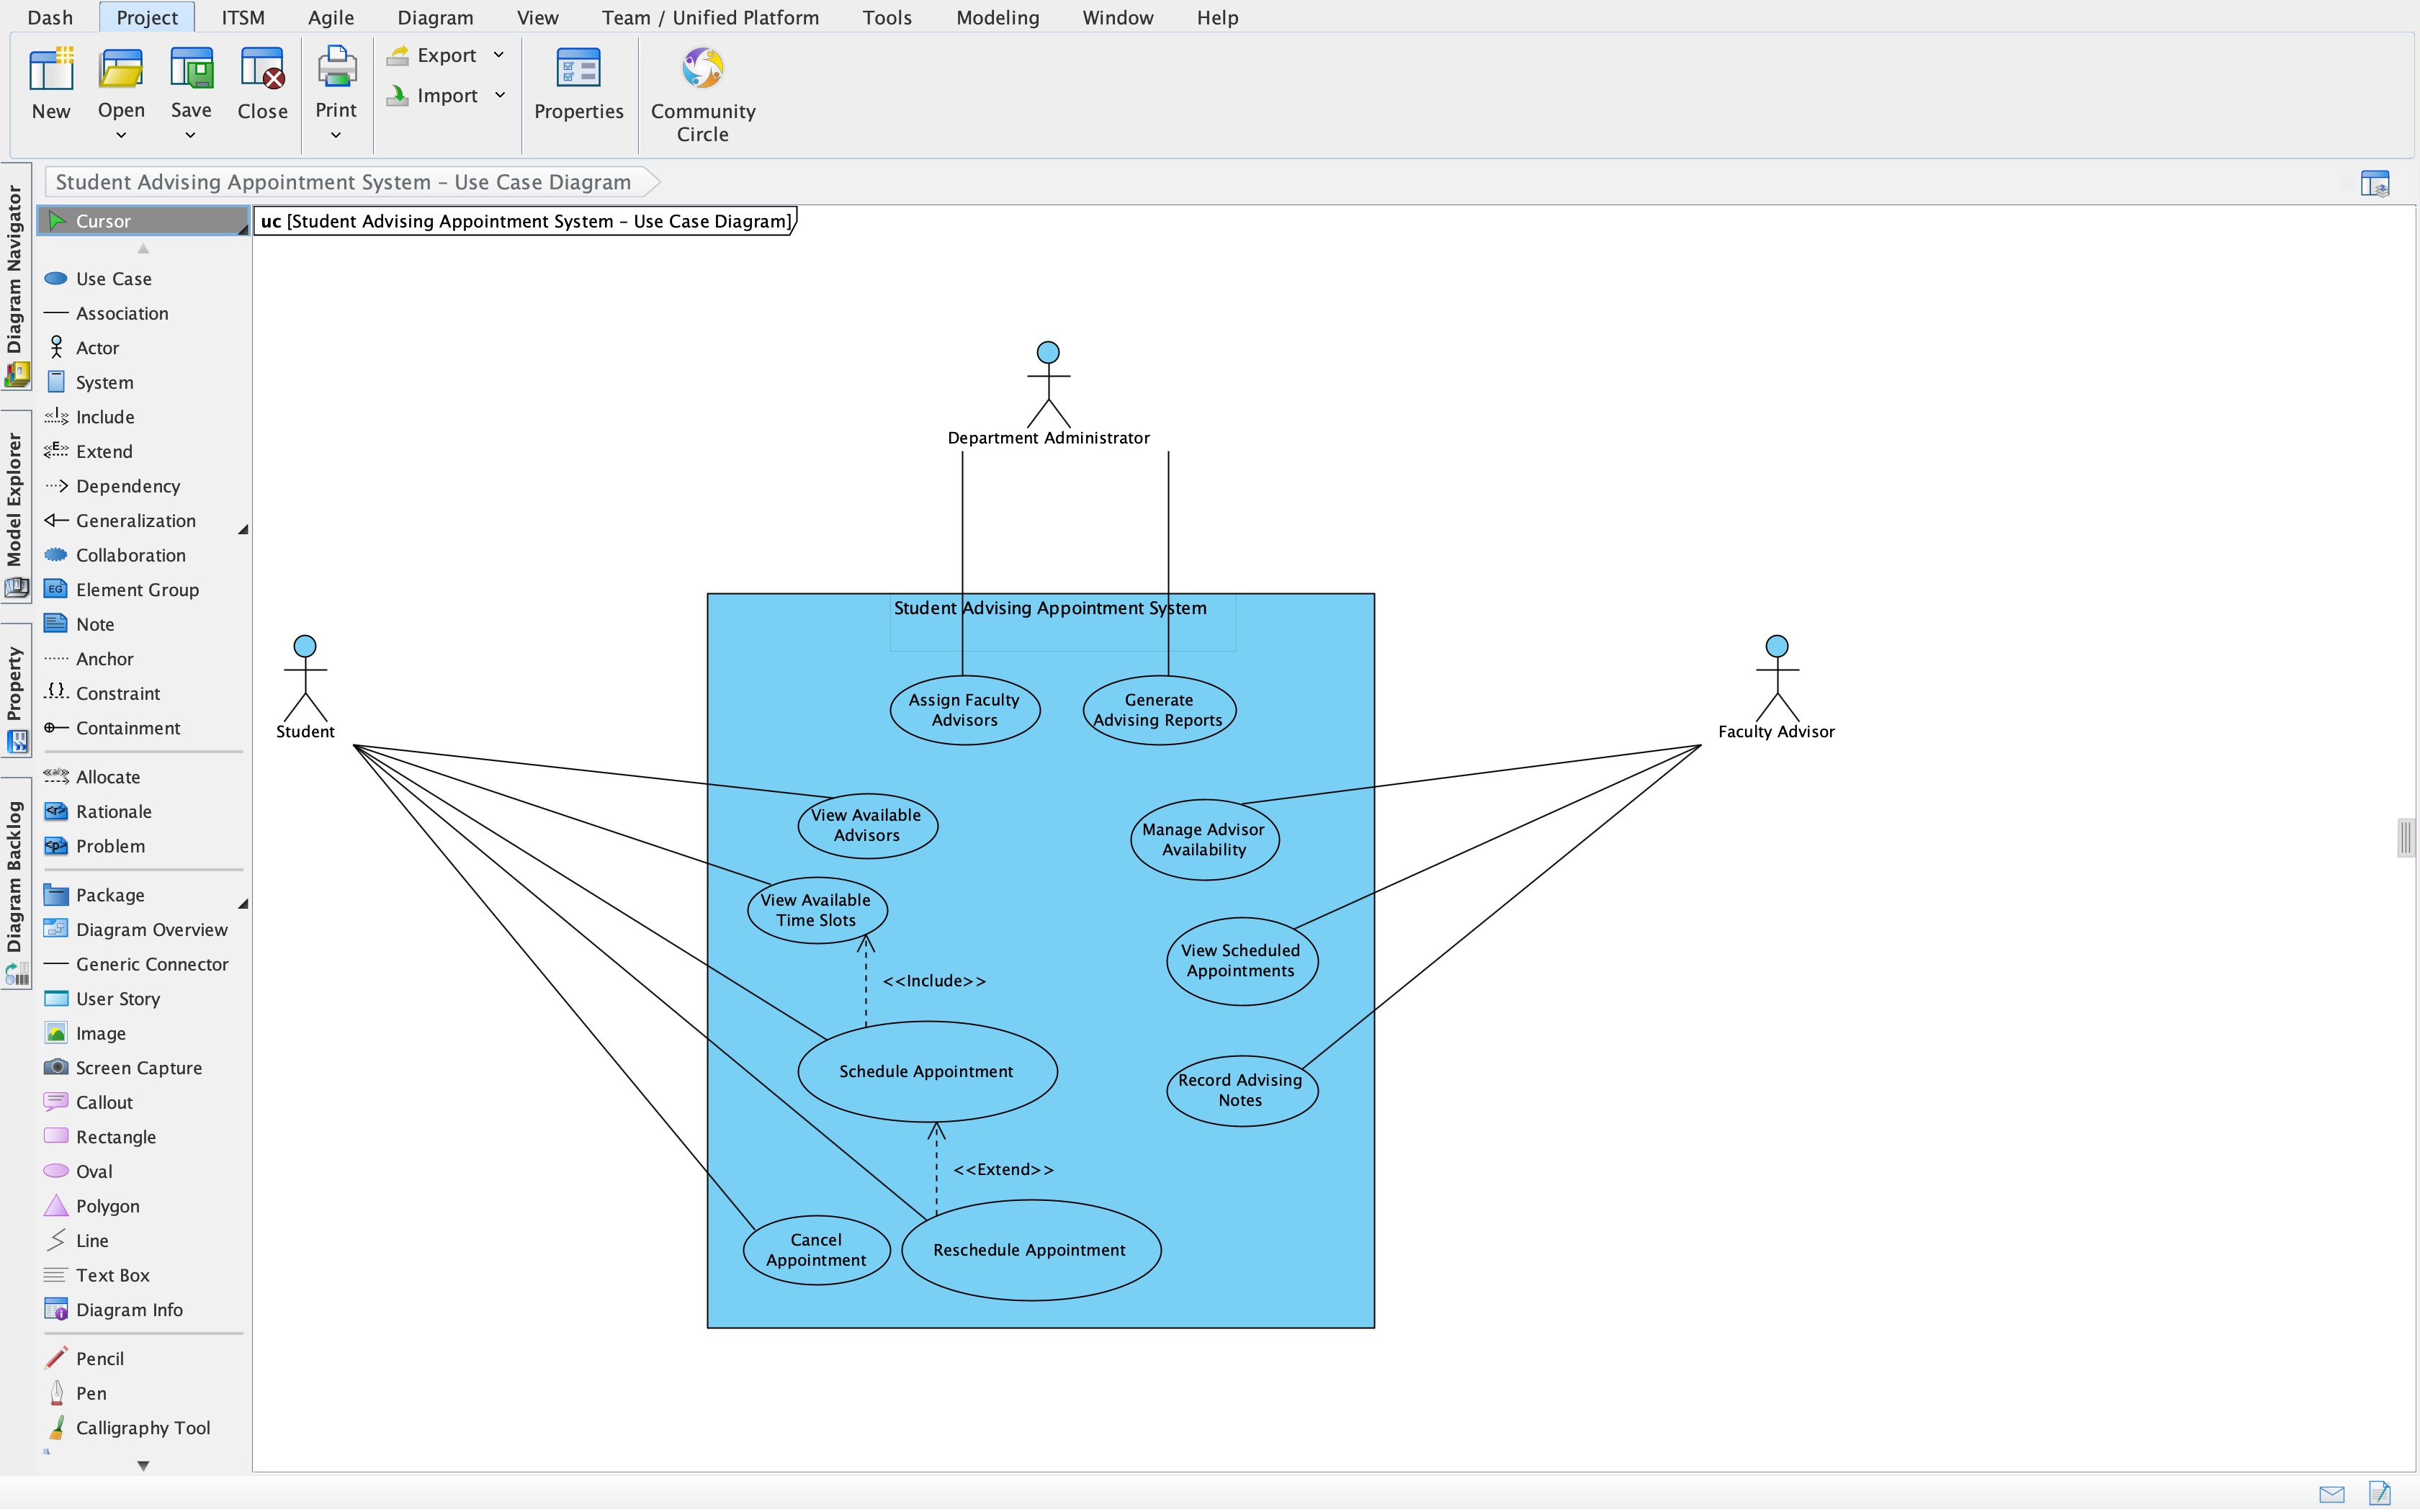 Dash Project ITSM Agile Diagram View Team / Unified Platform Tools Modeling Window Help
New Open Save Close Print Export Import Properties Community
Circle
Diagram Navigator
Model Explorer
Property
Diagram Backlog
Student Advising Appointment System – Use Case Diagram
Cursor
Use Case
Association
Actor
System
Include
Extend
Dependency
Generalization
Collaboration
EG Element Group
Note
Anchor
Constraint
Containment
Allocate
<r> Rationale
<p> Problem
Package
Diagram Overview
Generic Connector
User Story
Image
Screen Capture
Callout
Rectangle
Oval
Polygon
Line
Text Box
Diagram Info
Pencil
Pen
Calligraphy Tool
uc [Student Advising Appointment System – Use Case Diagram]
Department Administrator
Student Advising Appointment System
Student
Faculty Advisor
Assign Faculty
Advisors
Generate
Advising Reports
View Available
Advisors
Manage Advisor
Availability
View Available
Time Slots
View Scheduled
Appointments
<<Include>>
Schedule Appointment
Record Advising
Notes
<<Extend>>
Cancel
Appointment
Reschedule Appointment